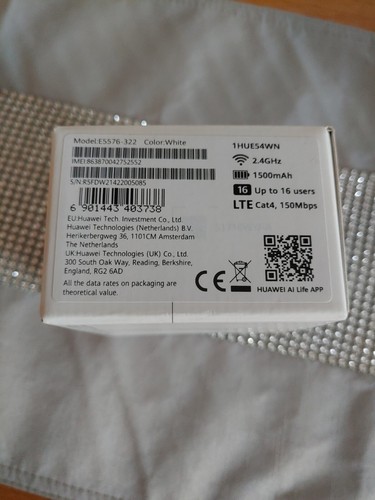 Model:E5576-322 Color:White
IMEI:863870042752552
S/N:R5FDW21422005085
6 901443 403738
EU:Huawei Tech. Investment Co., Ltd.
Huawei Technologies (Netherlands) B.V.
Herikerbergweg 36, 1101CM Amsterdam
The Netherlands
UK:Huawei Technologies (UK) Co., Ltd.
300 South Oak Way, Reading, Berkshire,
England, RG2 6AD
All the data rates on packaging are
theoretical value.
1HUE54WN
2.4GHz
1500mAh
16 Up to 16 users
LTE Cat4, 150Mbps
CE
HUAWEI AI Life APP